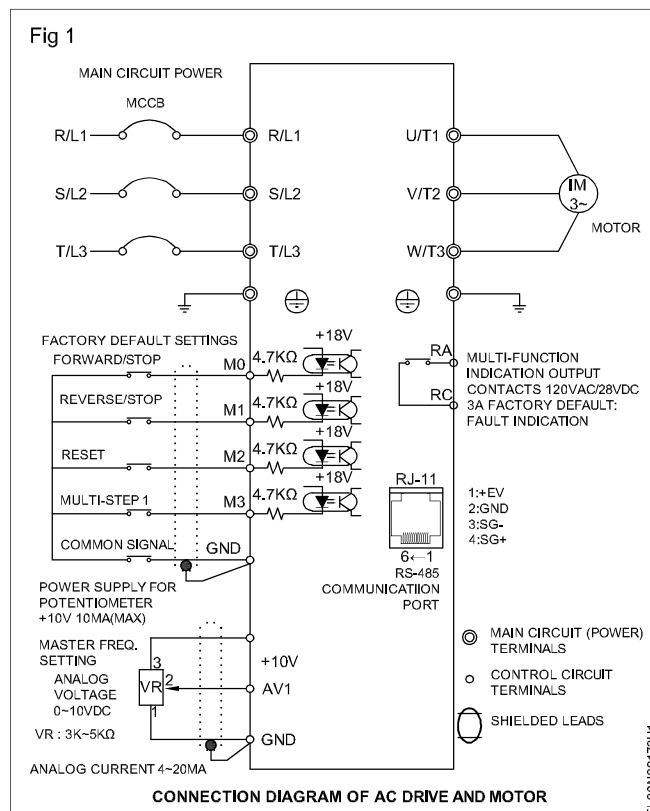 Fig 1
MAIN CIRCUIT POWER
MCCB
R/L1
R/L1
U/T1
S/L2
S/L2
V/T2
IM
3~
MOTOR
T/L3
T/L3
W/T3
FACTORY DEFAULT SETTINGS
FORWARD/STOP
M0
4.7KΩ
+18V
REVERSE/STOP
M1
4.7KΩ
+18V
RESET
M2
4.7KΩ
+18V
MULTI-STEP 1
M3
4.7KΩ
+18V
COMMON SIGNAL
GND
RA
RC
MULTI-FUNCTION
INDICATION OUTPUT
CONTACTS 120VAC/28VDC
3A FACTORY DEFAULT:
FAULT INDICATION
RJ-11
6←1
RS-485
COMMUNICATIION
PORT
1:+EV
2:GND
3:SG-
4:SG+
POWER SUPPLY FOR
POTENTIOMETER
+10V 10MA(MAX)
MASTER FREQ.
SETTING
ANALOG
VOLTAGE
0~10VDC
VR : 3K~5KΩ
3
VR
2
1
+10V
AV1
GND
ANALOG CURRENT 4~20MA
MAIN CIRCUIT (POWER)
TERMINALS
CONTROL CIRCUIT
TERMINALS
SHIELDED LEADS
CONNECTION DIAGRAM OF AC DRIVE AND MOTOR